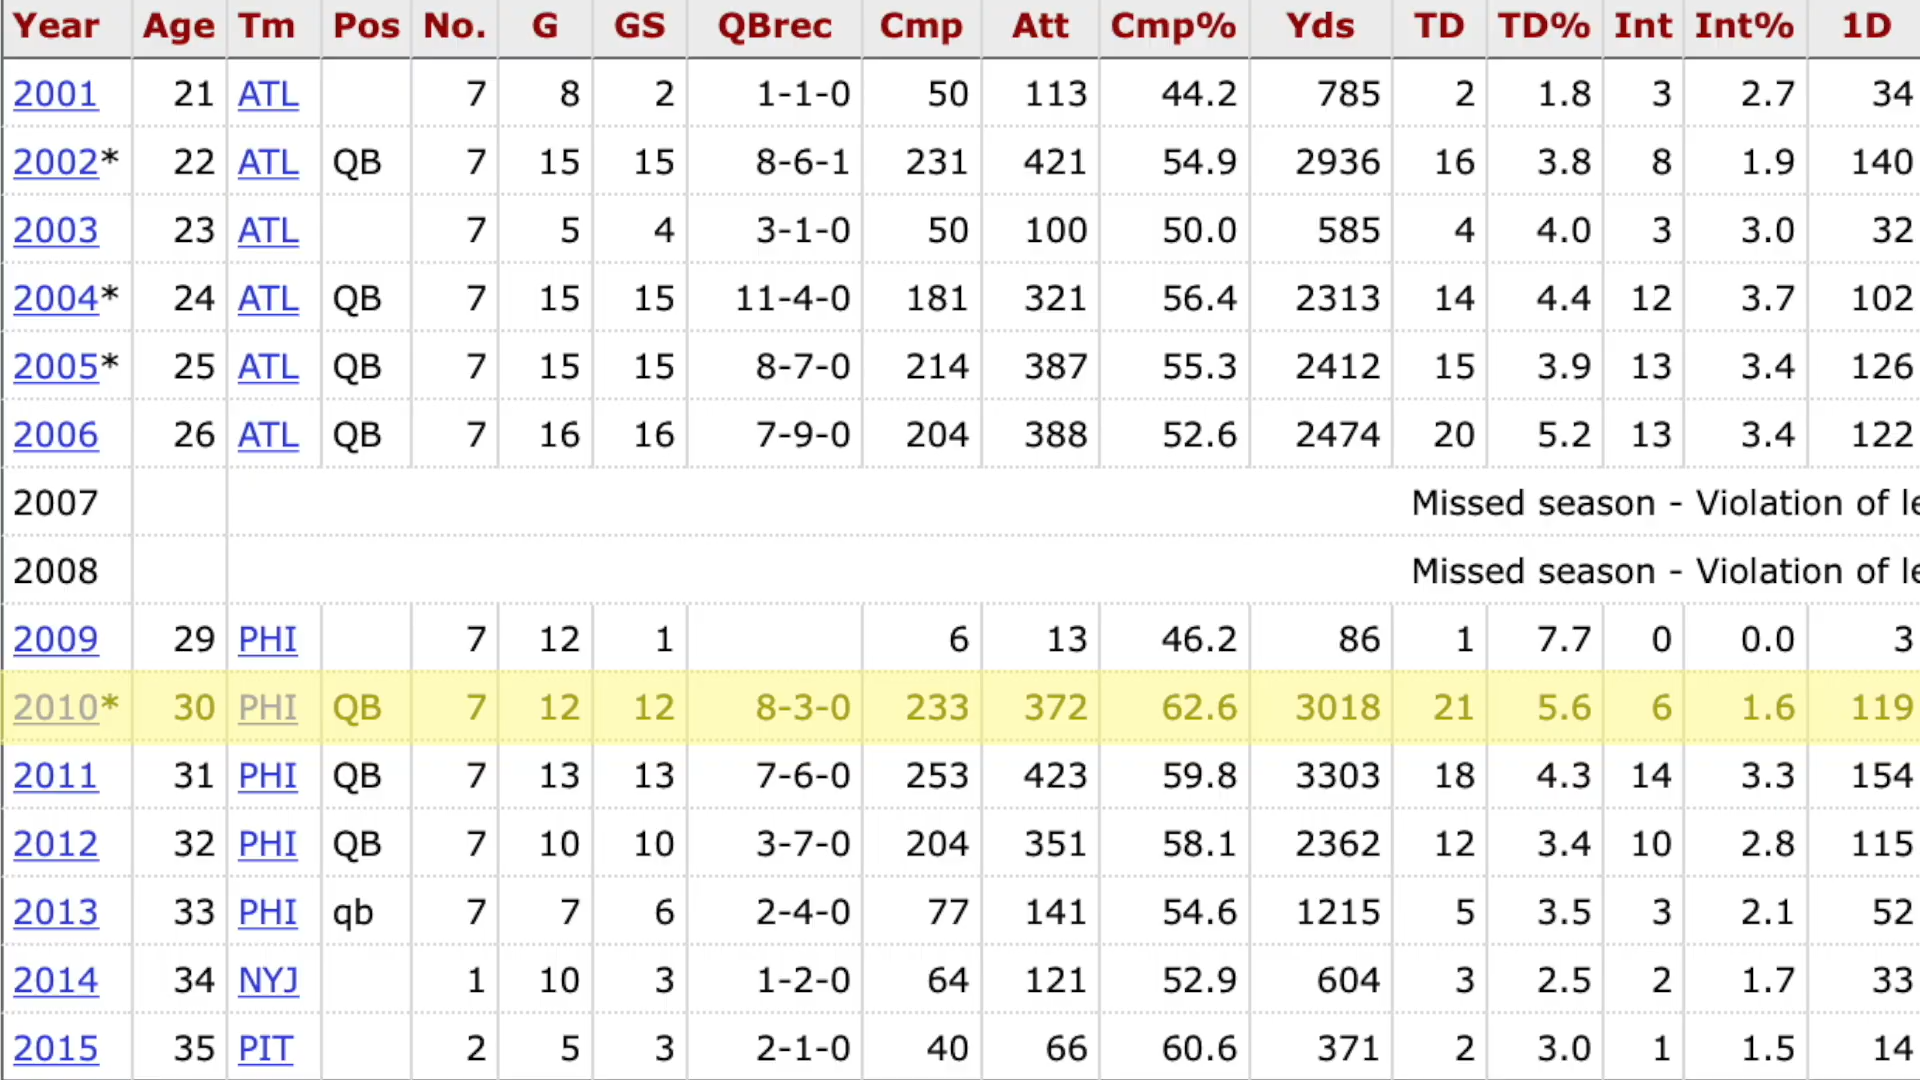 Year Age Tm Pos No. G GS QBrec Cmp Att Cmp% Yds TD TD% Int Int% 1D
2001 21 ATL 7 8 2 1-1-0 50 113 44.2 785 2 1.8 3 2.7 34
2002* 22 ATL QB 7 15 15 8-6-1 231 421 54.9 2936 16 3.8 8 1.9 140
2003 23 ATL 7 5 4 3-1-0 50 100 50.0 585 4 4.0 3 3.0 32
2004* 24 ATL QB 7 15 15 11-4-0 181 321 56.4 2313 14 4.4 12 3.7 102
2005* 25 ATL QB 7 15 15 8-7-0 214 387 55.3 2412 15 3.9 13 3.4 126
2006 26 ATL QB 7 16 16 7-9-0 204 388 52.6 2474 20 5.2 13 3.4 122
2007 Missed season - Violation of le
2008 Missed season - Violation of le
2009 29 PHI 7 12 1 6 13 46.2 86 1 7.7 0 0.0 3
2010* 30 PHI QB 7 12 12 8-3-0 233 372 62.6 3018 21 5.6 6 1.6 119
2011 31 PHI QB 7 13 13 7-6-0 253 423 59.8 3303 18 4.3 14 3.3 154
2012 32 PHI QB 7 10 10 3-7-0 204 351 58.1 2362 12 3.4 10 2.8 115
2013 33 PHI qb 7 7 6 2-4-0 77 141 54.6 1215 5 3.5 3 2.1 52
2014 34 NYJ 1 10 3 1-2-0 64 121 52.9 604 3 2.5 2 1.7 33
2015 35 PIT 2 5 3 2-1-0 40 66 60.6 371 2 3.0 1 1.5 14